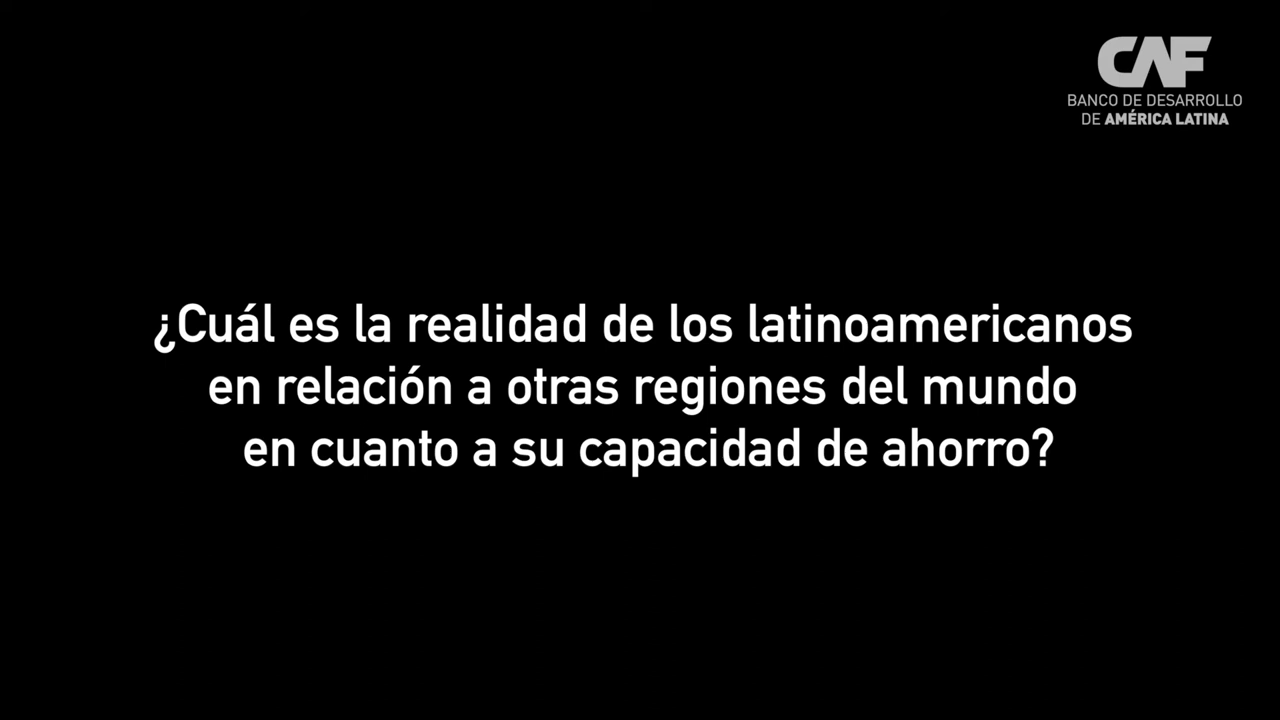 CAF
BANCO DE DESARROLLO
DE AMÉRICA LATINA
¿Cuál es la realidad de los latinoamericanos
en relación a otras regiones del mundo
en cuanto a su capacidad de ahorro?